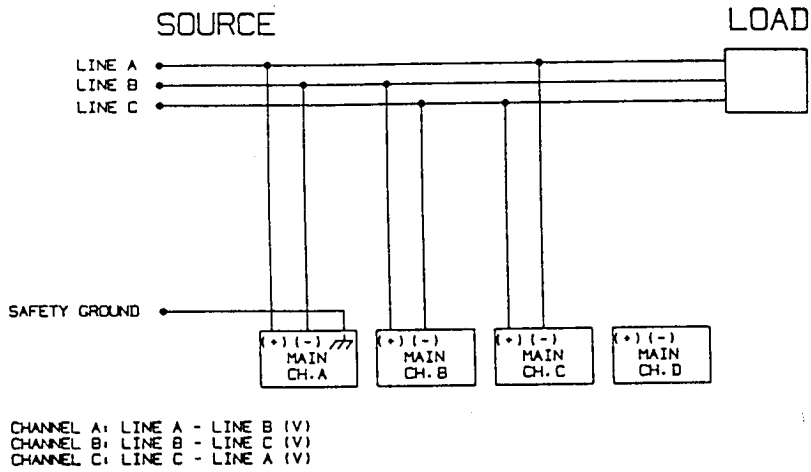 SOURCE
LOAD
LINE A
LINE B
LINE C
SAFETY GROUND
(+) (-)
MAIN
CH. A
(+) (-)
MAIN
CH. B
(+) (-)
MAIN
CH. C
(+) (-)
MAIN
CH. D
CHANNEL A: LINE A - LINE B (V)
CHANNEL B: LINE B - LINE C (V)
CHANNEL C: LINE C - LINE A (V)